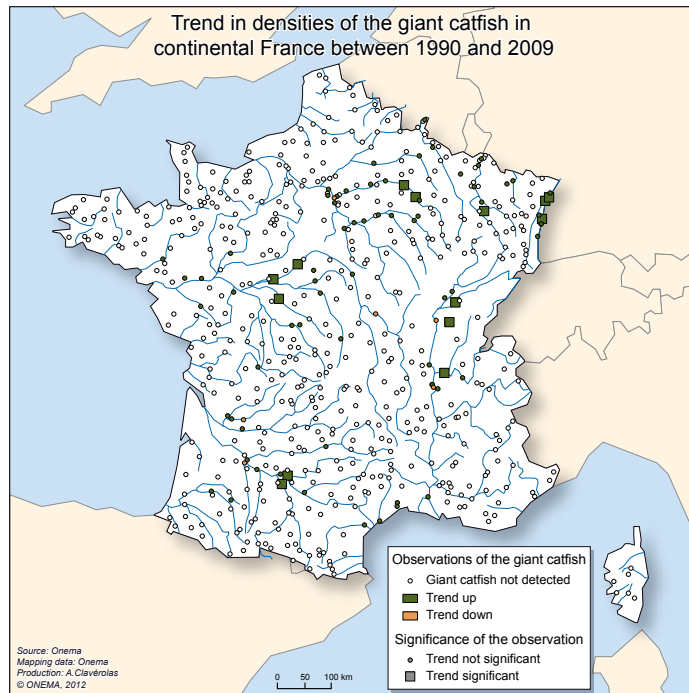 Trend in densities of the giant catfish in
continental France between 1990 and 2009
Observations of the giant catfish
Giant catfish not detected
Trend up
Trend down
Significance of the observation
Trend not significant
Trend significant
Source: Onema
Mapping data: Onema
Production: A.Clavérolas
© ONEMA, 2012
0 50 100 km